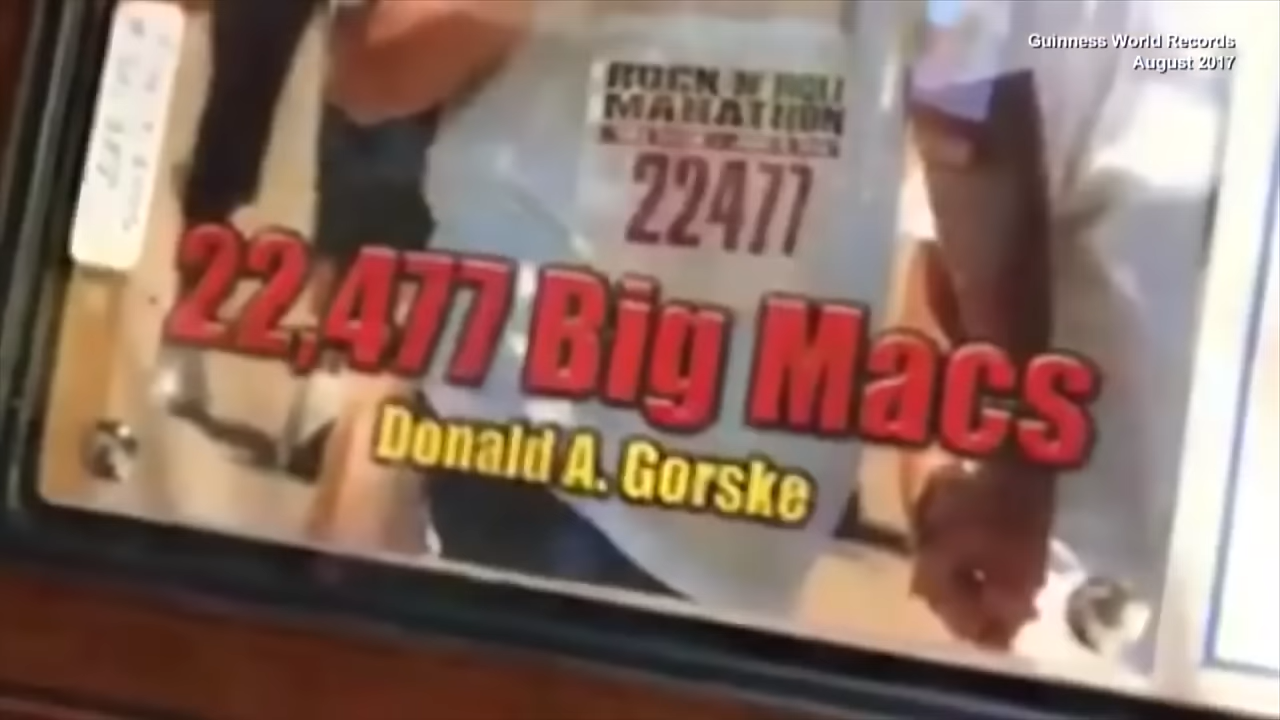 Guinness World Records
August 2017
ROCK N' ROLL
MARATHON
22477
22,477 Big Macs
Donald A. Gorske